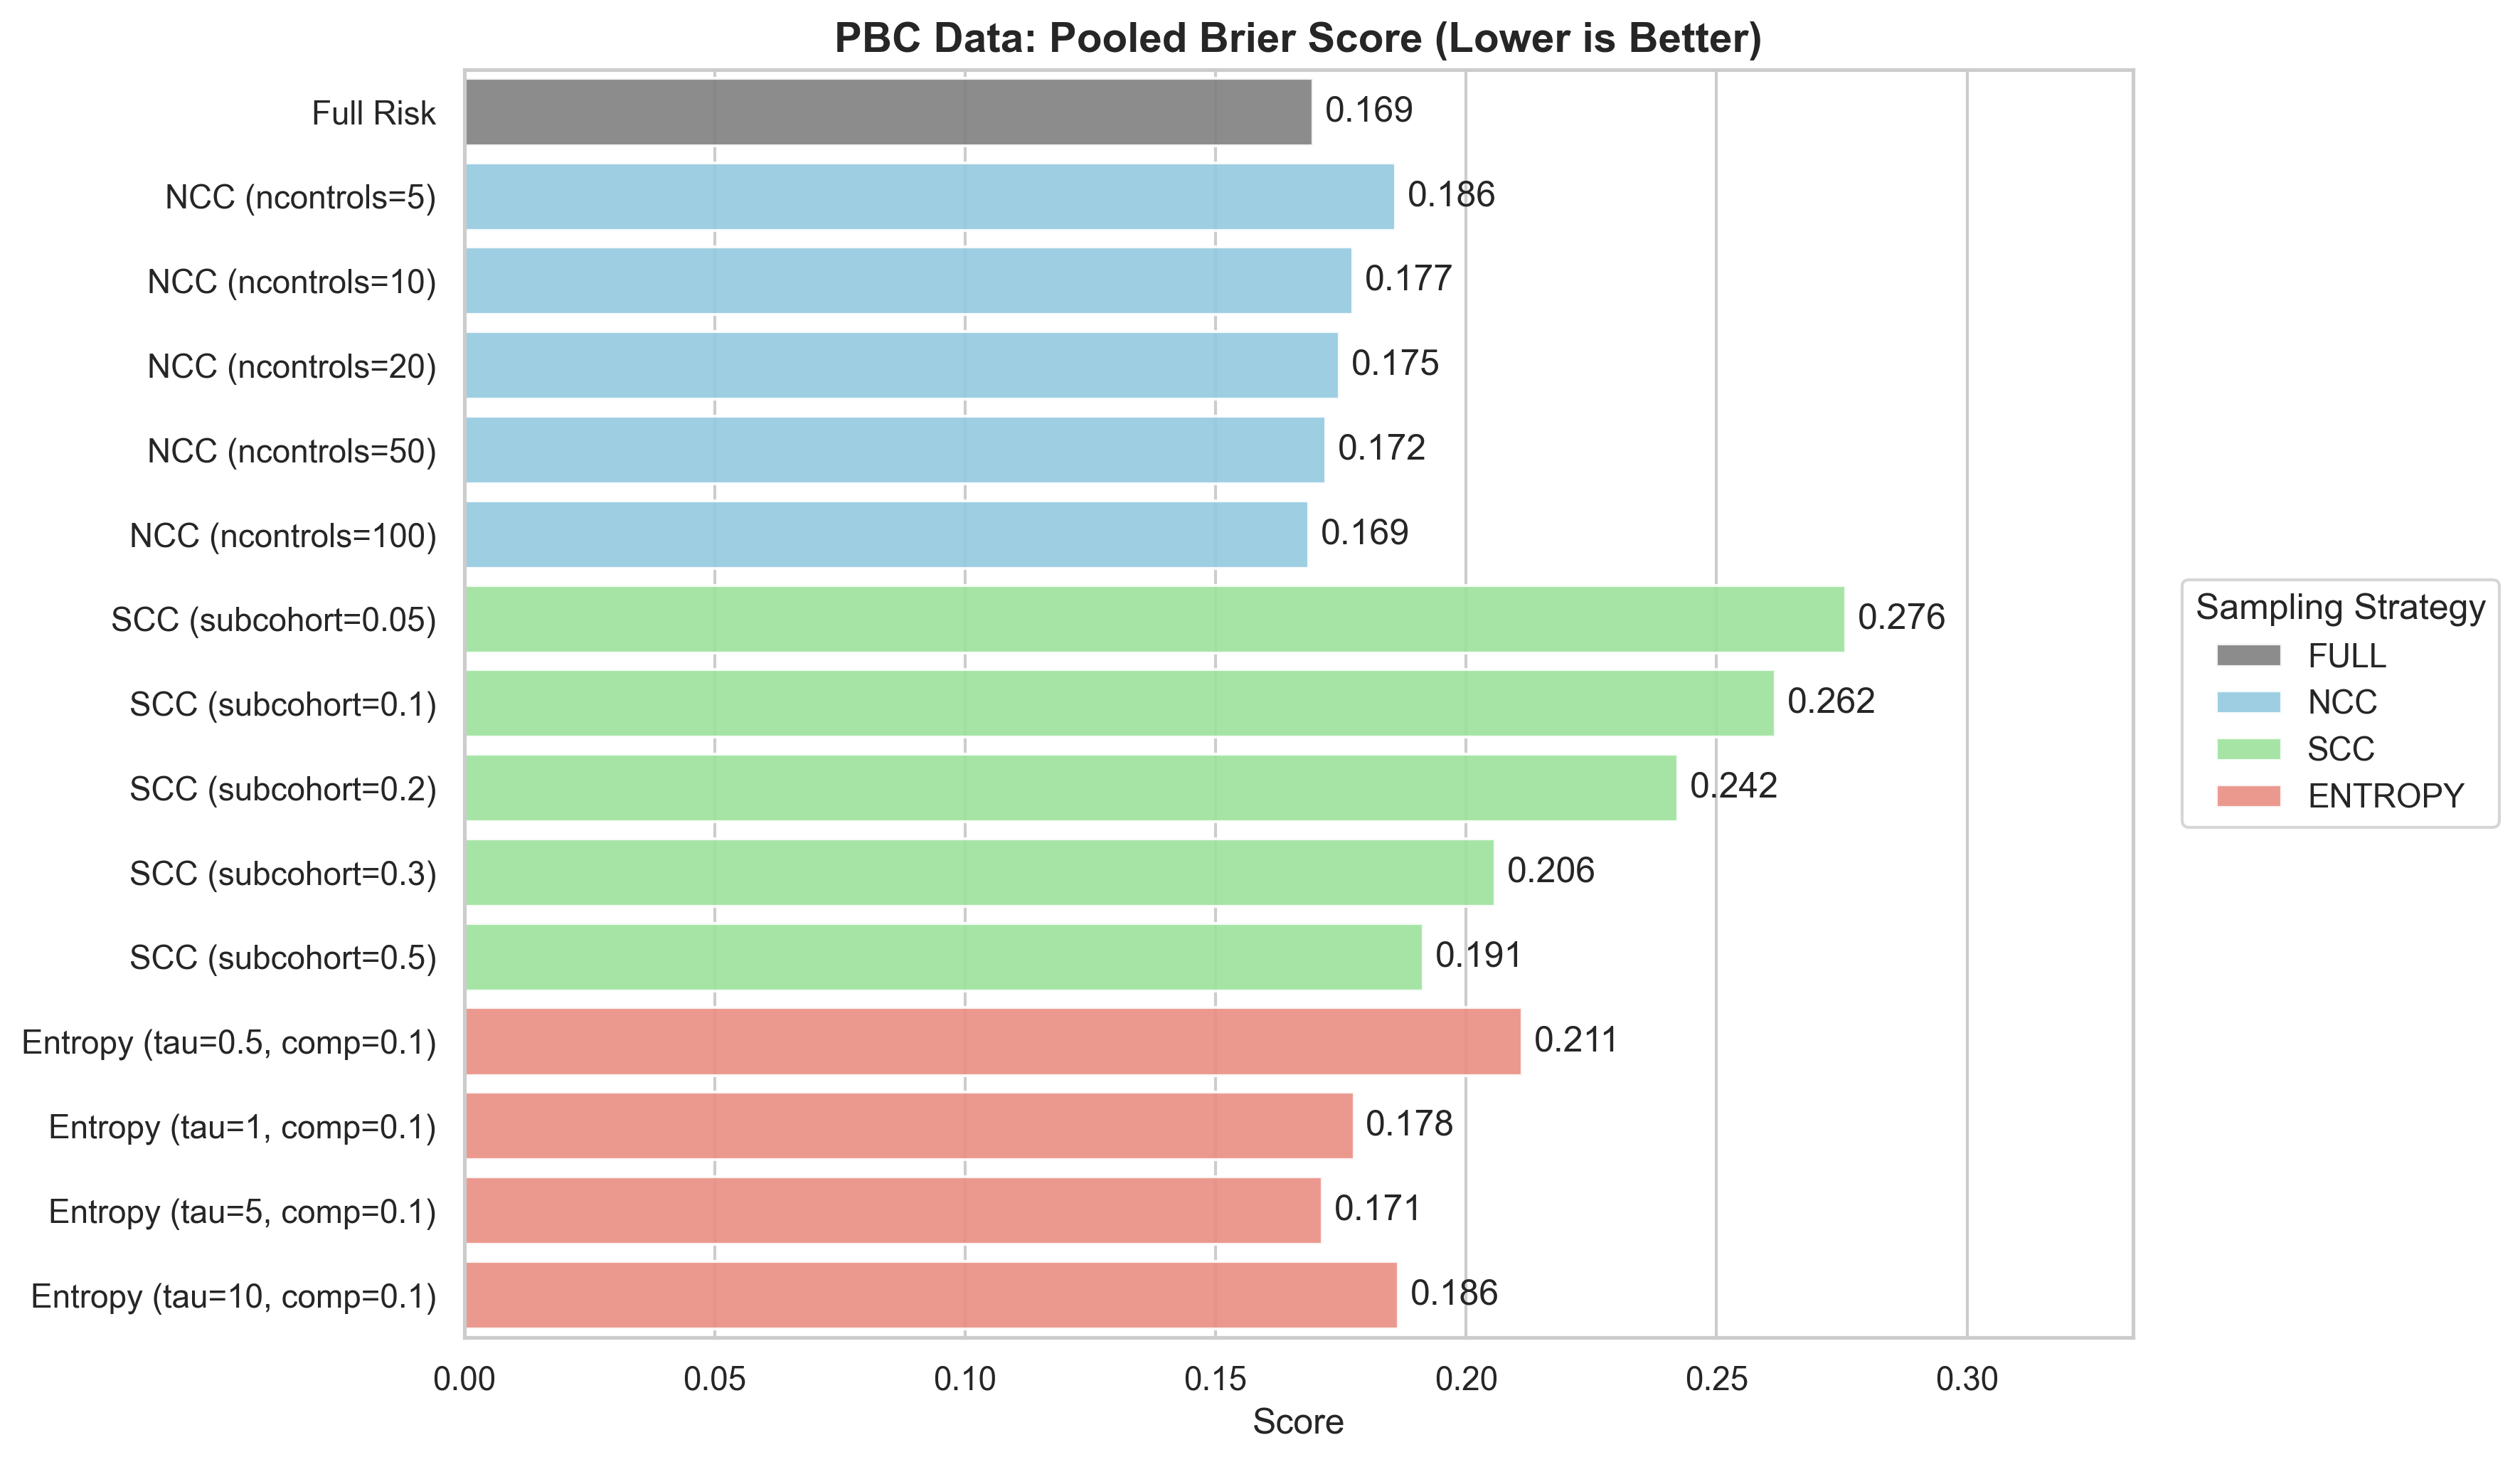 PBC Data: Pooled Brier Score (Lower is Better)
Full Risk 0.169
NCC (ncontrols=5) 0.186
NCC (ncontrols=10) 0.177
NCC (ncontrols=20) 0.175
NCC (ncontrols=50) 0.172
NCC (ncontrols=100) 0.169
SCC (subcohort=0.05) 0.276
SCC (subcohort=0.1) 0.262
SCC (subcohort=0.2) 0.242
SCC (subcohort=0.3) 0.206
SCC (subcohort=0.5) 0.191
Entropy (tau=0.5, comp=0.1) 0.211
Entropy (tau=1, comp=0.1) 0.178
Entropy (tau=5, comp=0.1) 0.171
Entropy (tau=10, comp=0.1) 0.186
0.00 0.05 0.10 0.15 0.20 0.25 0.30
Score
Sampling Strategy
FULL
NCC
SCC
ENTROPY